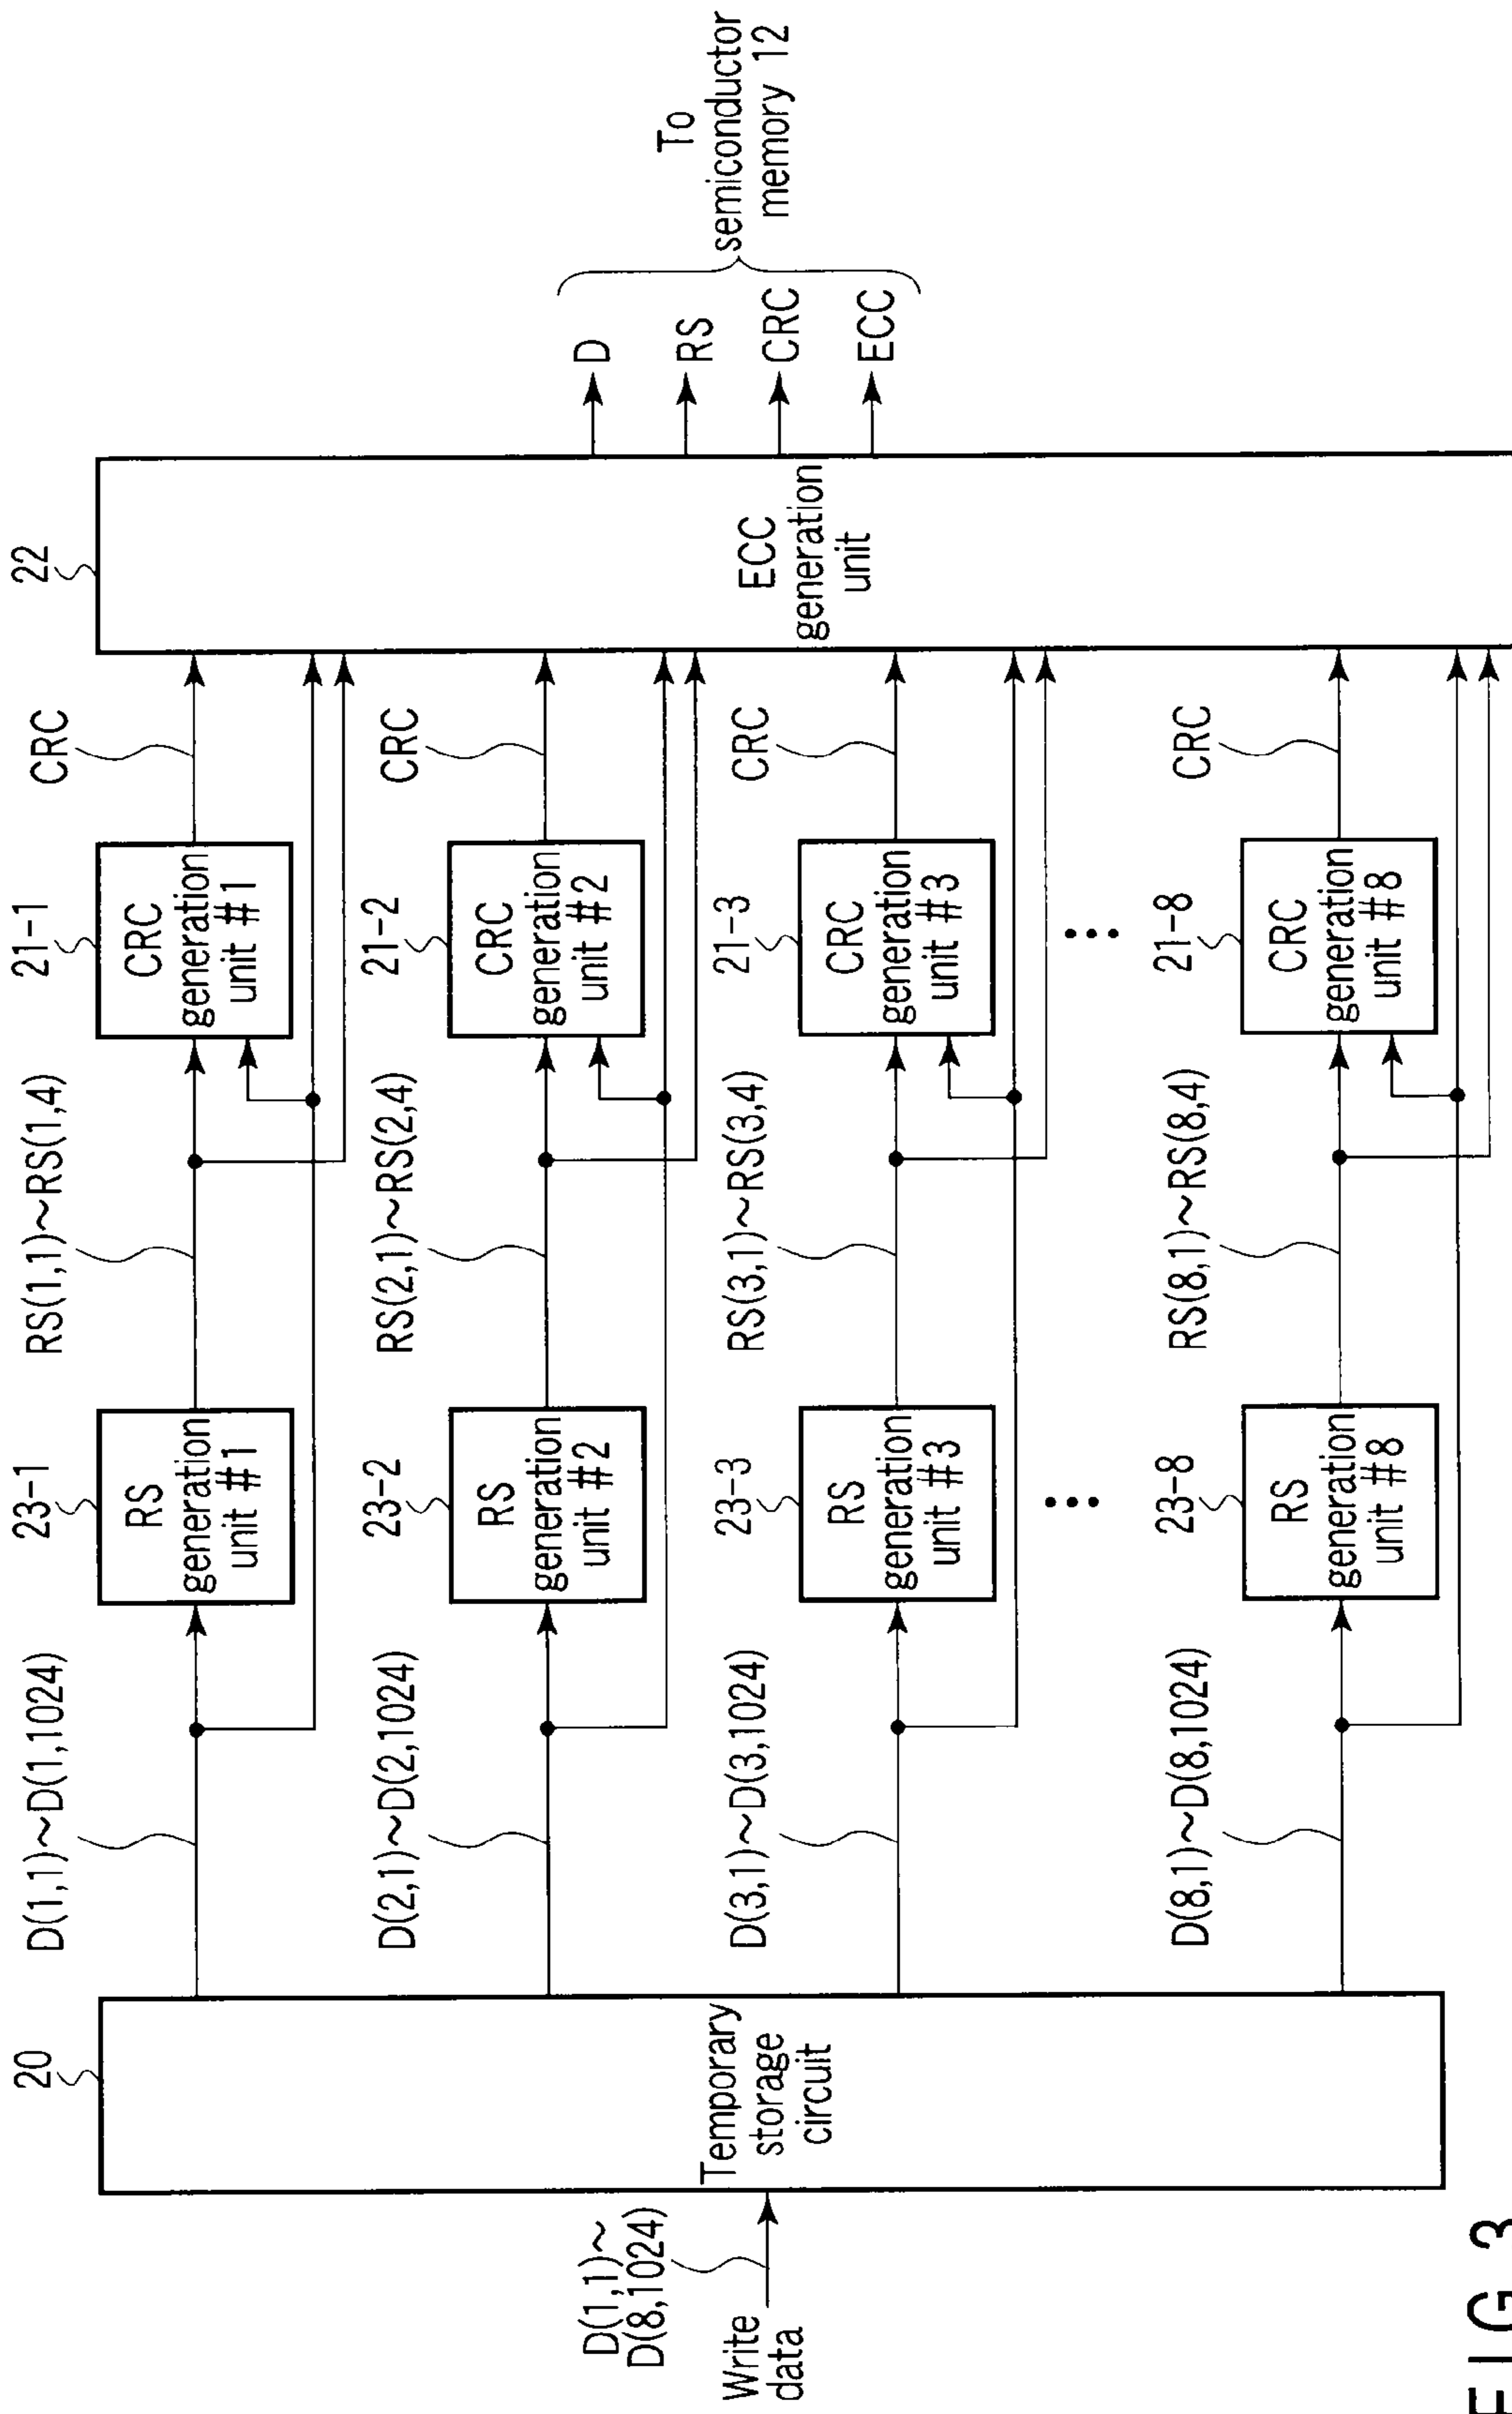 20
Temporary
storage
circuit
D(1,1)~
D(8,1024)
Write
data
D(1,1)~D(1,1024)
23-1
RS
generation
unit #1
RS(1,1)~RS(1,4)
21-1
CRC
generation
unit #1
CRC
D(2,1)~D(2,1024)
23-2
RS
generation
unit #2
RS(2,1)~RS(2,4)
21-2
CRC
generation
unit #2
CRC
D(3,1)~D(3,1024)
23-3
RS
generation
unit #3
RS(3,1)~RS(3,4)
21-3
CRC
generation
unit #3
CRC
D(8,1)~D(8,1024)
23-8
RS
generation
unit #8
RS(8,1)~RS(8,4)
21-8
CRC
generation
unit #8
CRC
22
ECC
generation
unit
D
RS
CRC
ECC
To
semiconductor
memory 12
FIG. 3